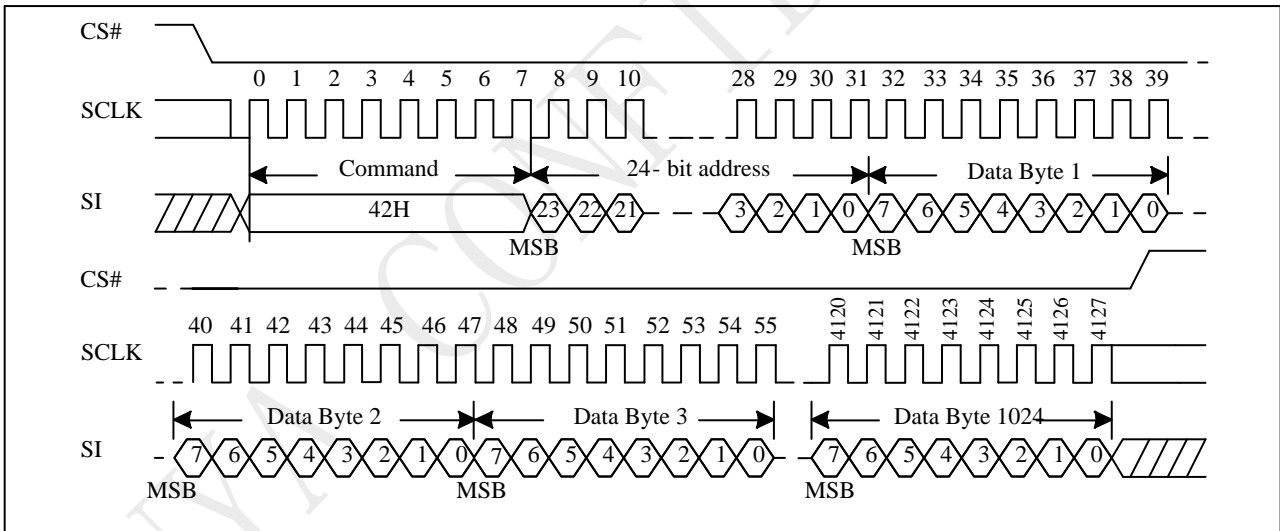 CS#
0 1 2 3 4 5 6 7 8 9 10 28 29 30 31 32 33 34 35 36 37 38 39
SCLK
Command 24- bit address Data Byte 1
SI 42H 23 22 21 3 2 1 0 7 6 5 4 3 2 1 0
MSB MSB
CS#
40 41 42 43 44 45 46 47 48 49 50 51 52 53 54 55 4120 4121 4122 4123 4124 4125 4126 4127
SCLK
Data Byte 2 Data Byte 3 Data Byte 1024
SI 7 6 5 4 3 2 1 0 7 6 5 4 3 2 1 0 7 6 5 4 3 2 1 0
MSB MSB MSB